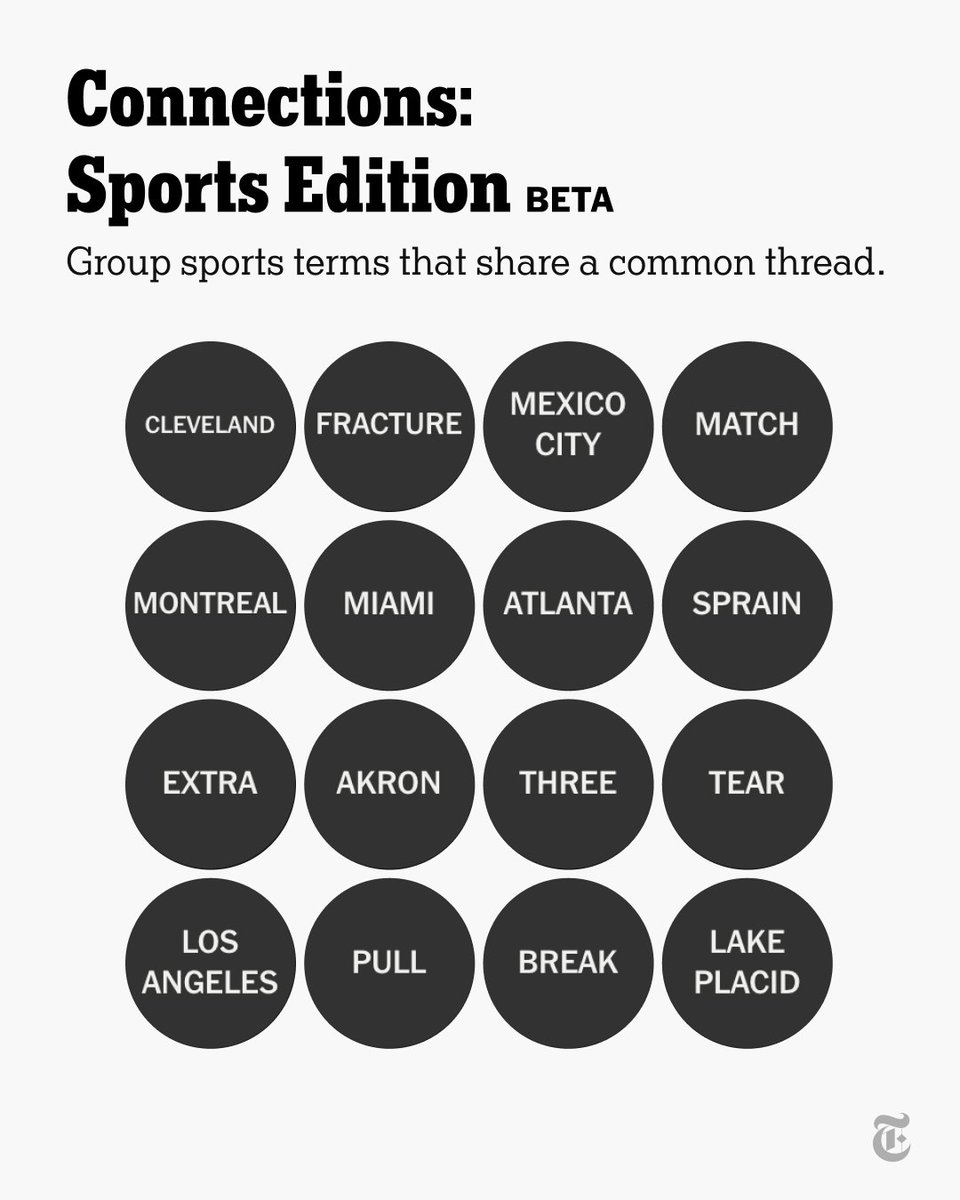 Connections:
Sports Edition BETA
Group sports terms that share a common thread.
CLEVELAND
FRACTURE
MEXICO
CITY
MATCH
MONTREAL
MIAMI
ATLANTA
SPRAIN
EXTRA
AKRON
THREE
TEAR
LOS
ANGELES
PULL
BREAK
LAKE
PLACID
T